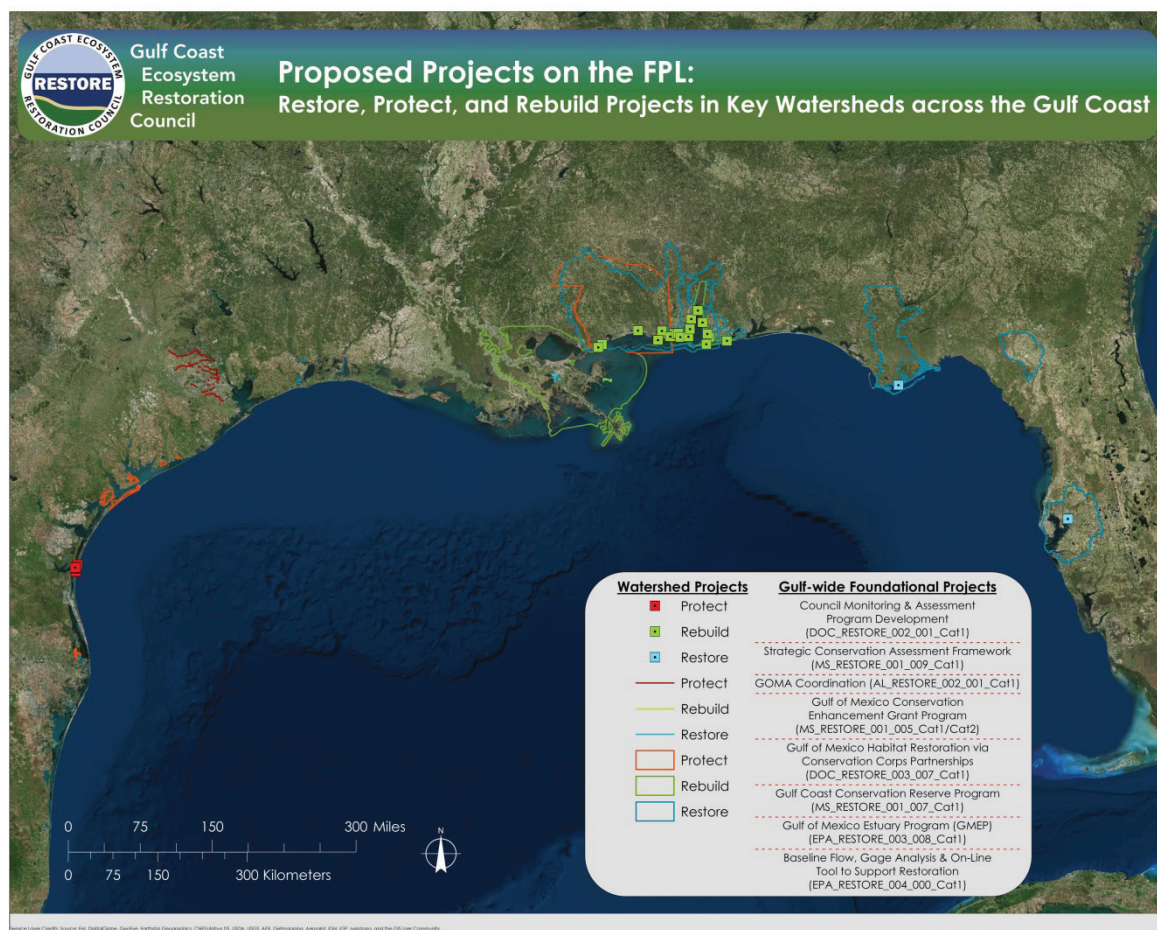 GULF COAST ECOSYSTEM
RESTORE
RESTORATION COUNCIL
Gulf Coast
Ecosystem
Restoration
Council
Proposed Projects on the FPL:
Restore, Protect, and Rebuild Projects in Key Watersheds across the Gulf Coast
Watershed Projects
Protect
Rebuild
Restore
Protect
Rebuild
Restore
Protect
Rebuild
Restore
Gulf-wide Foundational Projects
Council Monitoring & Assessment
Program Development
(DOC_RESTORE_002_001_Cat1)
Strategic Conservation Assessment Framework
(MS_RESTORE_001_009_Cat1)
GOMA Coordination (AL_RESTORE_002_001_Cat1)
Gulf of Mexico Conservation
Enhancement Grant Program
(MS_RESTORE_001_005_Cat1/Cat2)
Gulf of Mexico Habitat Restoration via
Conservation Corps Partnerships
(DOC_RESTORE_003_007_Cat1)
Gulf Coast Conservation Reserve Program
(MS_RESTORE_001_007_Cat1)
Gulf of Mexico Estuary Program (GMEP)
(EPA_RESTORE_003_008_Cat1)
Baseline Flow, Gage Analysis & On-Line
Tool to Support Restoration
(EPA_RESTORE_004_000_Cat1)
0 75 150 300 Miles
0 75 150 300 Kilometers
N